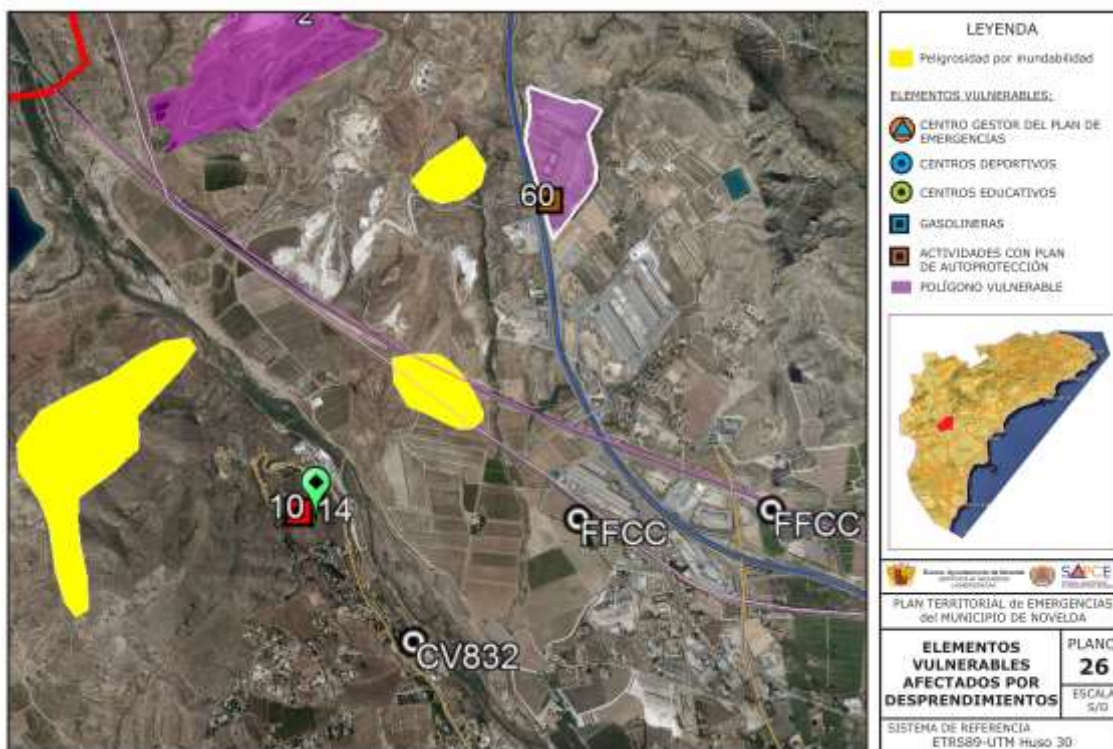 2
60
10
14
FFCC
FFCC
CV832
LEYENDA
Peligrosidad por inundabilidad
ELEMENTOS VULNERABLES:
CENTRO GESTOR DEL PLAN DE
EMERGENCIAS
CENTROS DEPORTIVOS
CENTROS EDUCATIVOS
GASOLINERAS
ACTIVIDADES CON PLAN
DE AUTOPROTECCIÓN
POLÍGONO VULNERABLE
PLAN TERRITORIAL de EMERGENCIAS
del MUNICIPIO DE NOVELDA
ELEMENTOS
VULNERABLES
AFECTADOS POR
DESPRENDIMIENTOS
PLANO
26
ESCALA
S/D
SISTEMA DE REFERENCIA
ETRS89-UTM Huso 30